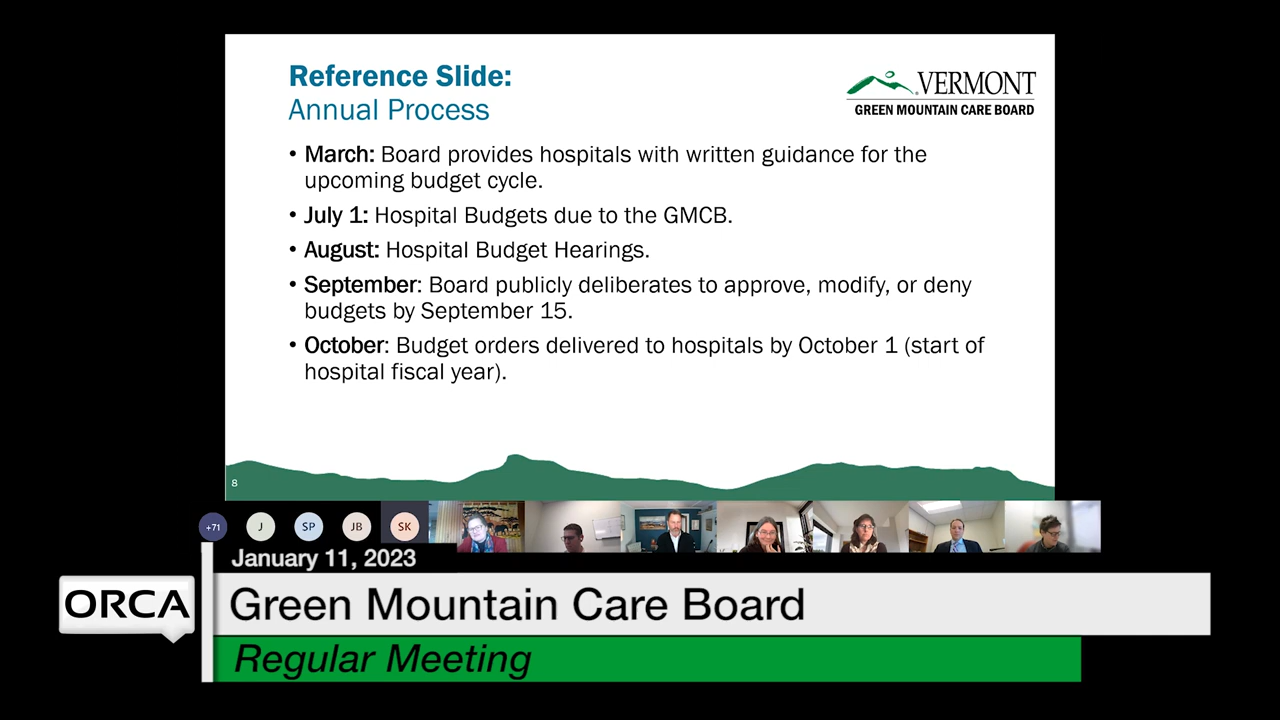 Reference Slide:
Annual Process
VERMONT
GREEN MOUNTAIN CARE BOARD
• March: Board provides hospitals with written guidance for the
upcoming budget cycle.
• July 1: Hospital Budgets due to the GMCB.
• August: Hospital Budget Hearings.
• September: Board publicly deliberates to approve, modify, or deny
budgets by September 15.
• October: Budget orders delivered to hospitals by October 1 (start of
hospital fiscal year).
8
+71 J SP JB SK
January 11, 2023
ORCA
Green Mountain Care Board
Regular Meeting